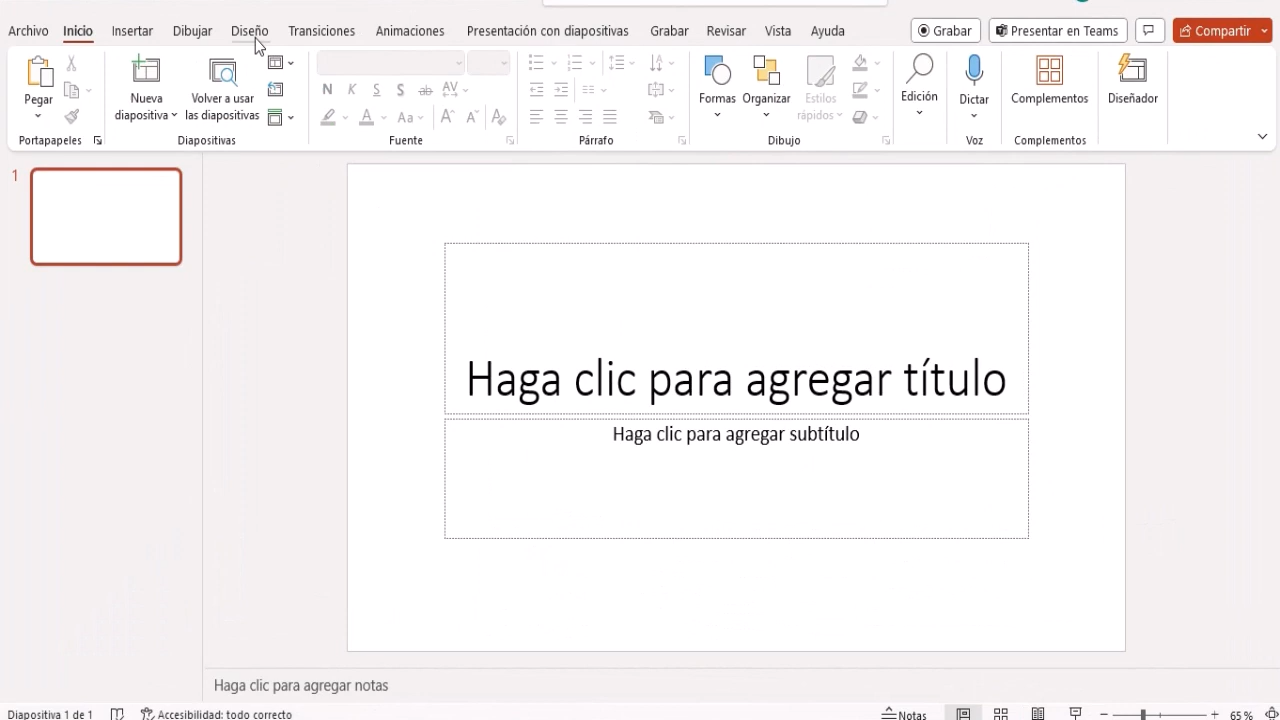 Archivo Inicio Insertar Dibujar Diseño Transiciones Animaciones Presentación con diapositivas Grabar Revisar Vista Ayuda Grabar Presentar en Teams Compartir
Pegar Nueva diapositiva Volver a usar las diapositivas N K S S ab AV A Aa A A A Formas Organizar Estilos rápidos Edición Dictar Complementos Diseñador
Portapapeles Diapositivas Fuente Párrafo Dibujo Voz Complementos
1
Haga clic para agregar título
Haga clic para agregar subtítulo
Haga clic para agregar notas
Diapositiva 1 de 1 Accesibilidad: todo correcto Notas 65 %